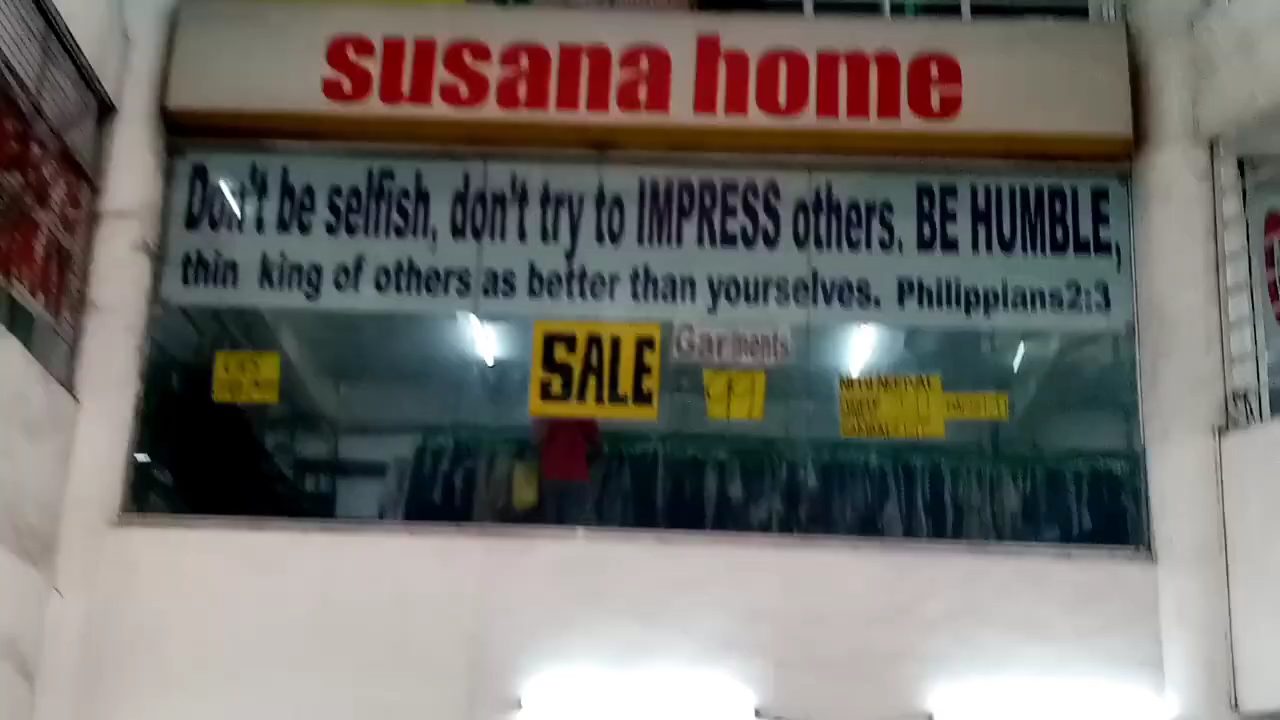 susana home
Don't be selfish, don't try to IMPRESS others. BE HUMBLE,
thin king of others as better than yourselves. Philippians2:3
SALE
Garments